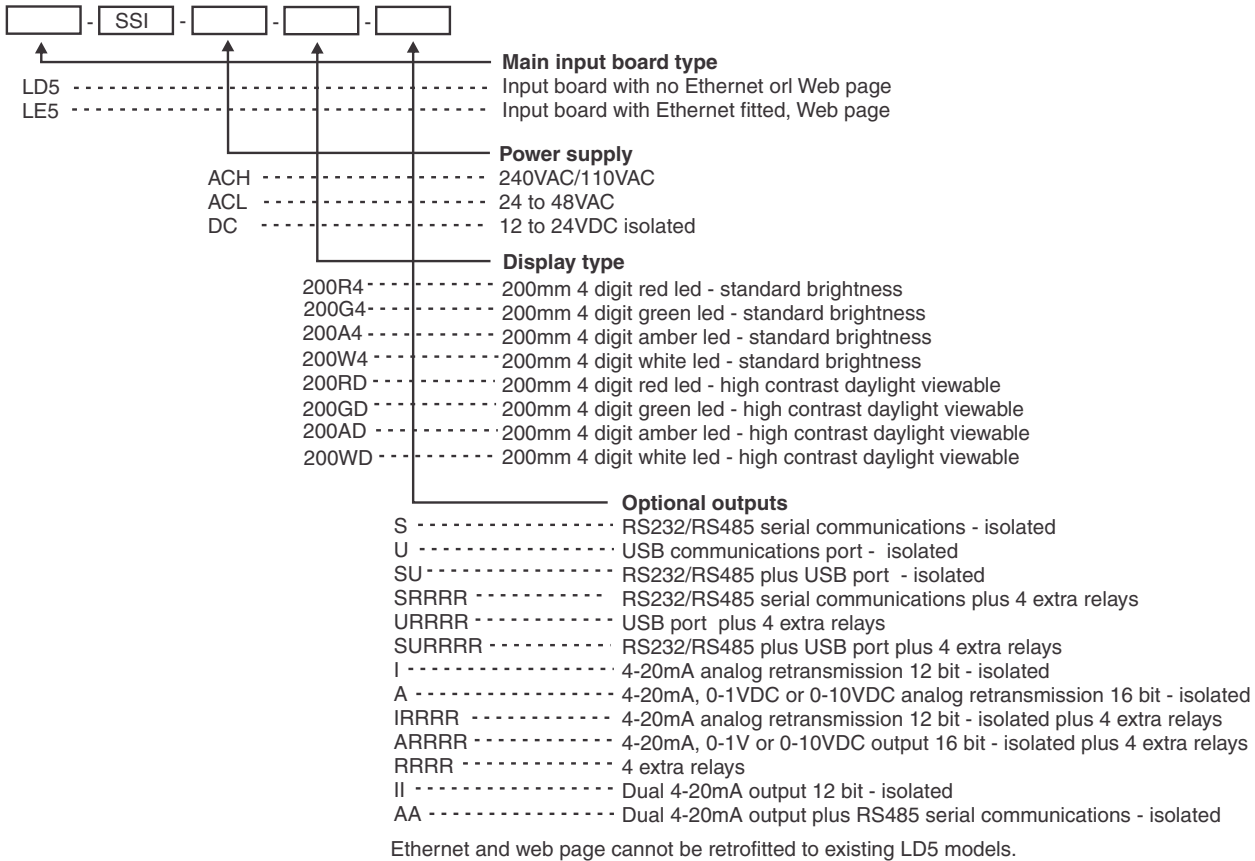 - SSI - - -
Main input board type
LD5 Input board with no Ethernet orl Web page
LE5 Input board with Ethernet fitted, Web page
Power supply
ACH 240VAC/110VAC
ACL 24 to 48VAC
DC 12 to 24VDC isolated
Display type
200R4 200mm 4 digit red led - standard brightness
200G4 200mm 4 digit green led - standard brightness
200A4 200mm 4 digit amber led - standard brightness
200W4 200mm 4 digit white led - standard brightness
200RD 200mm 4 digit red led - high contrast daylight viewable
200GD 200mm 4 digit green led - high contrast daylight viewable
200AD 200mm 4 digit amber led - high contrast daylight viewable
200WD 200mm 4 digit white led - high contrast daylight viewable
Optional outputs
S RS232/RS485 serial communications - isolated
U USB communications port - isolated
SU RS232/RS485 plus USB port - isolated
SRRRR RS232/RS485 serial communications plus 4 extra relays
URRRR USB port plus 4 extra relays
SURRRR RS232/RS485 plus USB port plus 4 extra relays
I 4-20mA analog retransmission 12 bit - isolated
A 4-20mA, 0-1VDC or 0-10VDC analog retransmission 16 bit - isolated
IRRRR 4-20mA analog retransmission 12 bit - isolated plus 4 extra relays
ARRRR 4-20mA, 0-1V or 0-10VDC output 16 bit - isolated plus 4 extra relays
RRRR 4 extra relays
II Dual 4-20mA output 12 bit - isolated
AA Dual 4-20mA output plus RS485 serial communications - isolated
Ethernet and web page cannot be retrofitted to existing LD5 models.